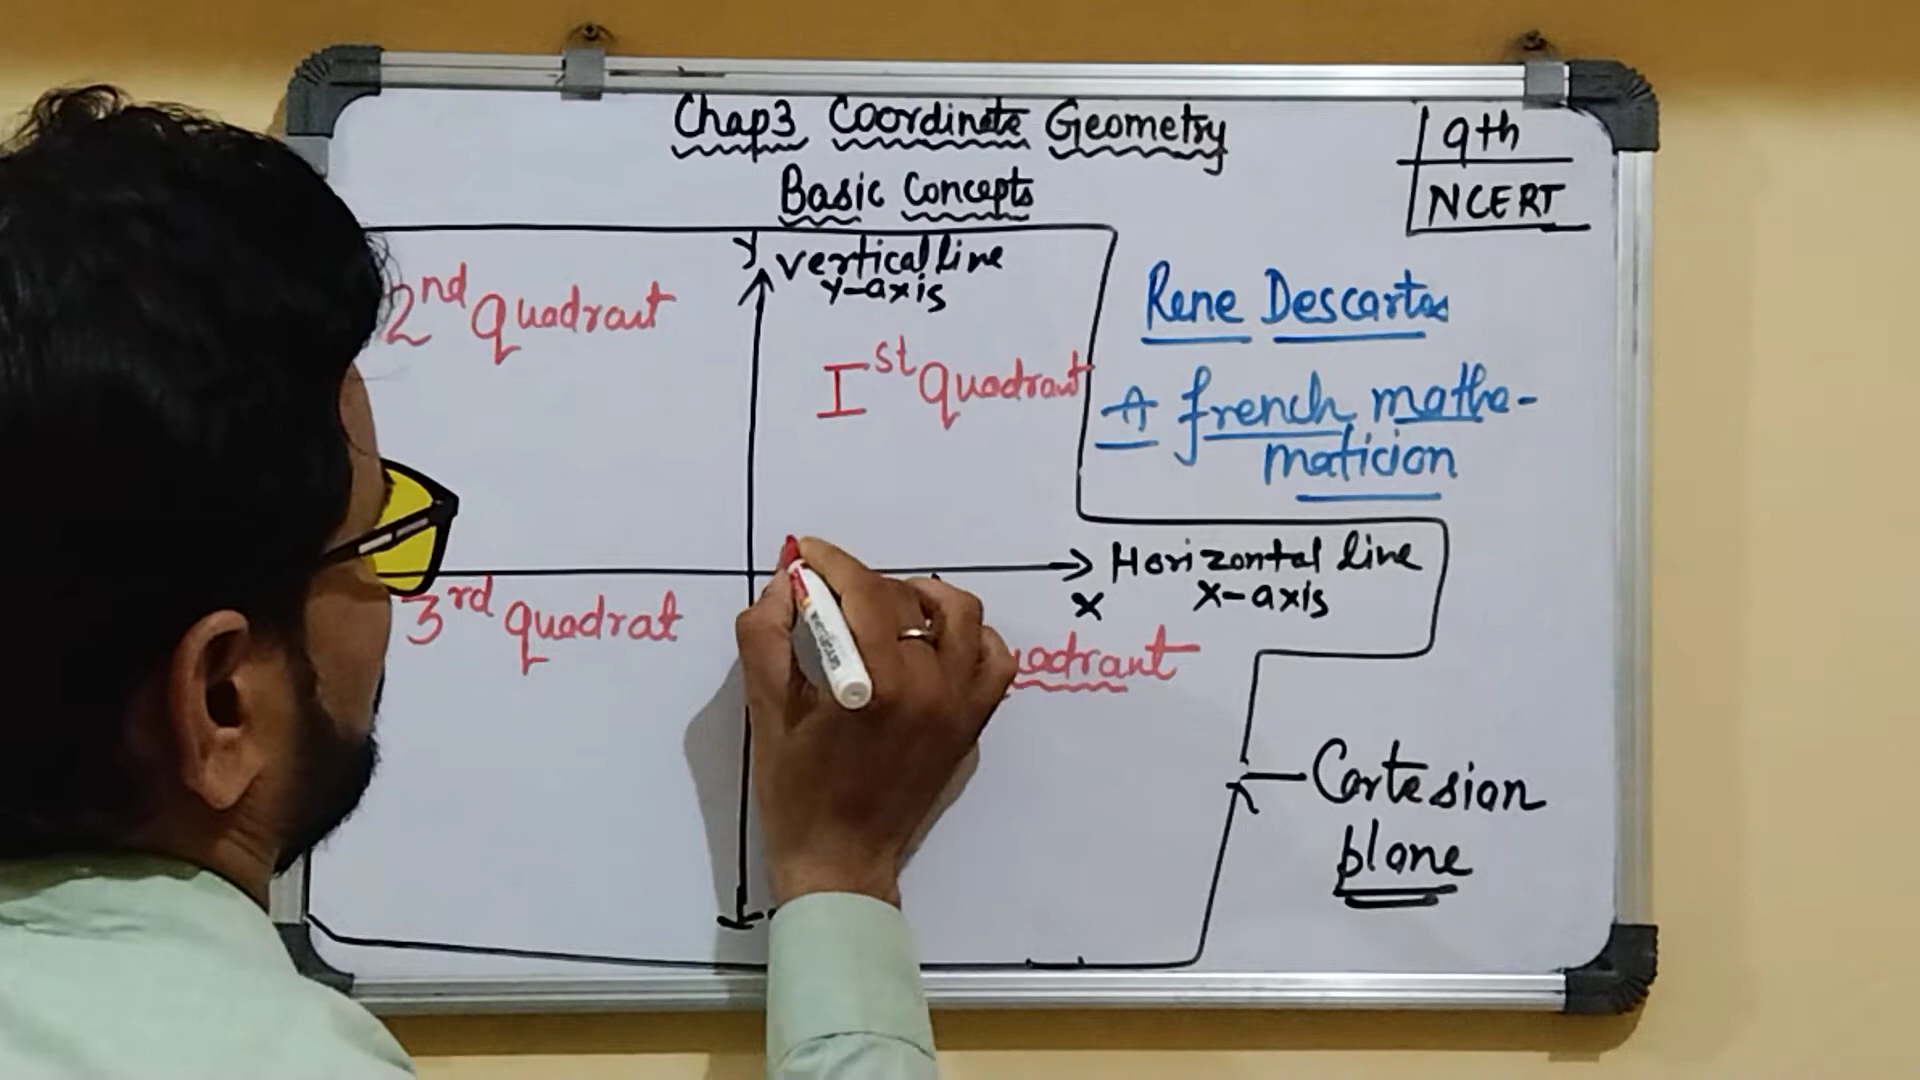 Chap3 Coordinate Geometry
Basic Concepts
9th
NCERT
Y
vertical line
Y-axis
2nd quadrant
Ist quadrant
Rene Descartes
A french mathe-
matician
Horizontal line
X
X-axis
3rd quadrat
uadrant
Cartesian
plane